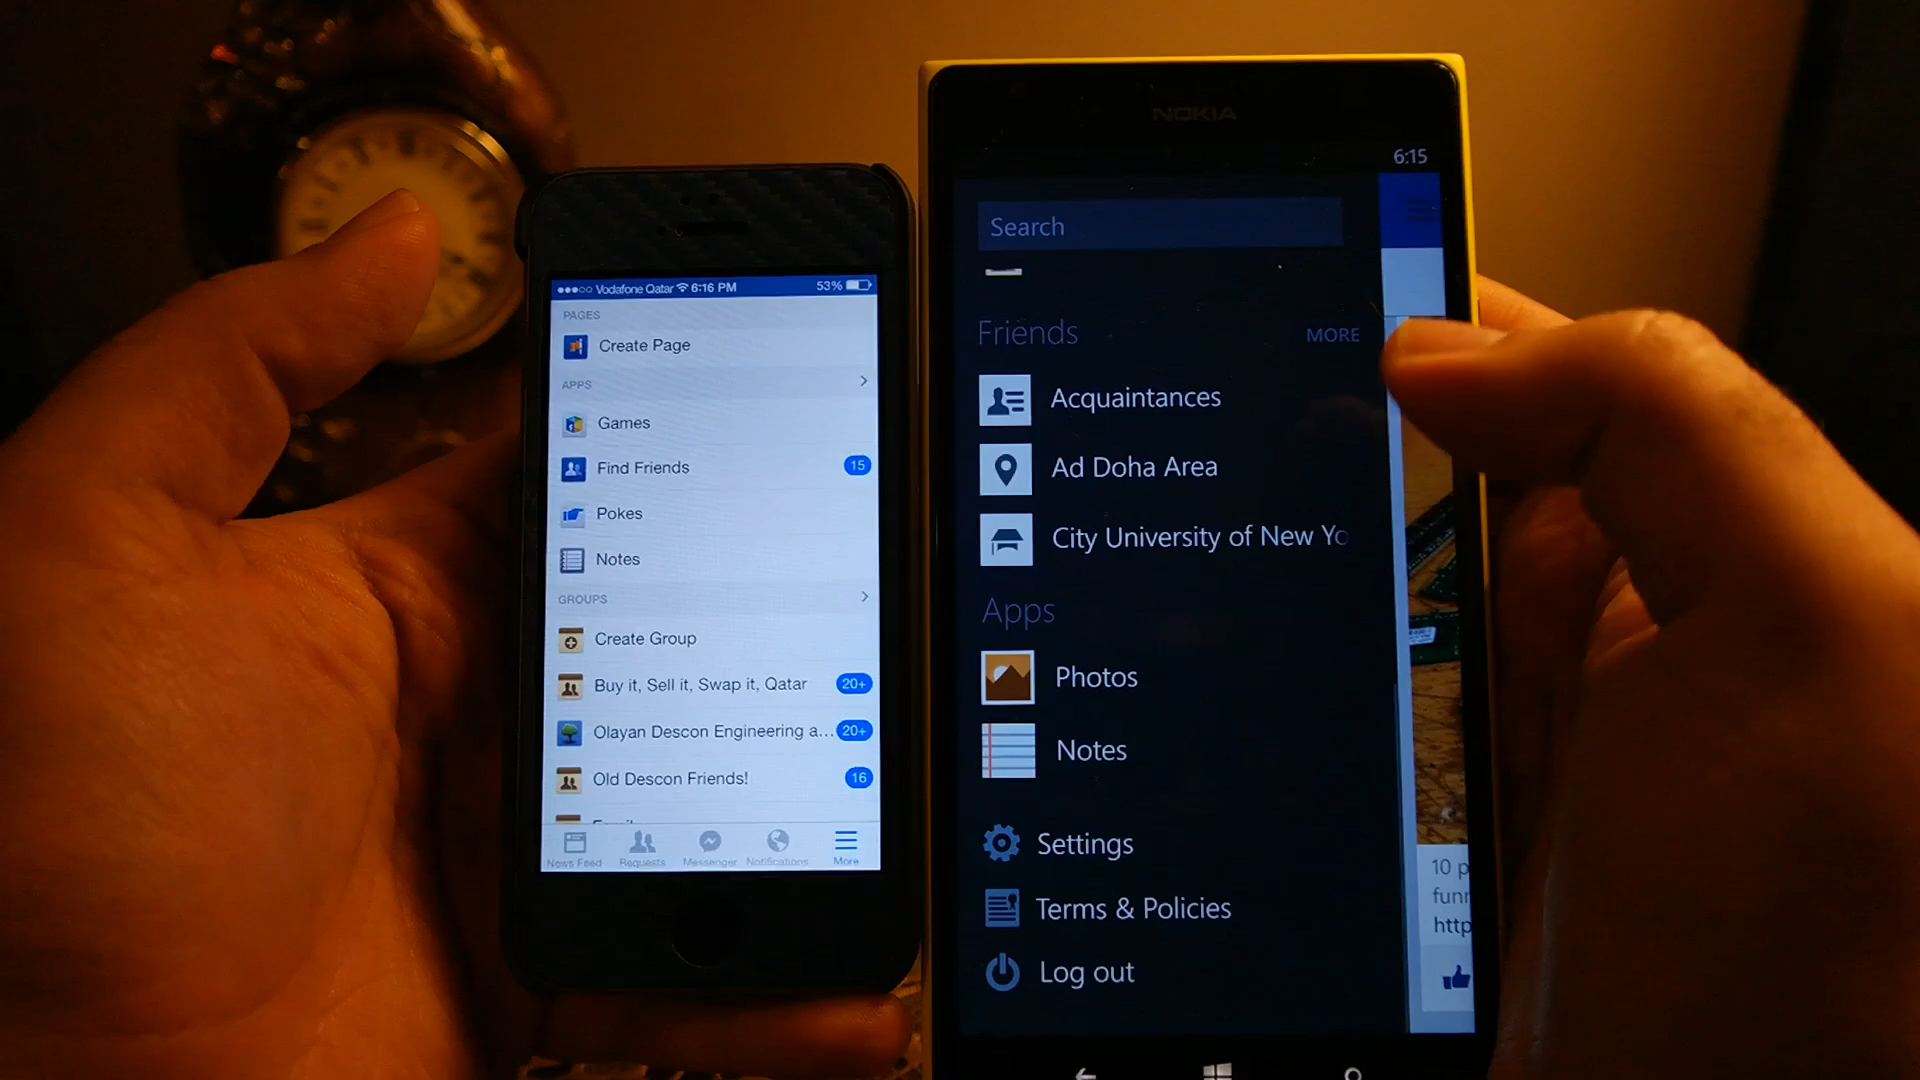 ●●●○○ Vodafone Qatar 6:16 PM 53%
PAGES
Create Page
APPS
Games
Find Friends 15
Pokes
Notes
GROUPS
Create Group
Buy it, Sell it, Swap it, Qatar 20+
Olayan Descon Engineering a... 20+
Old Descon Friends! 16
News Feed Requests Messenger Notifications More
NOKIA
6:15
Search
Friends MORE
Acquaintances
Ad Doha Area
City University of New Yo
Apps
Photos
Notes
Settings
Terms & Policies
Log out
10 p
funr
http